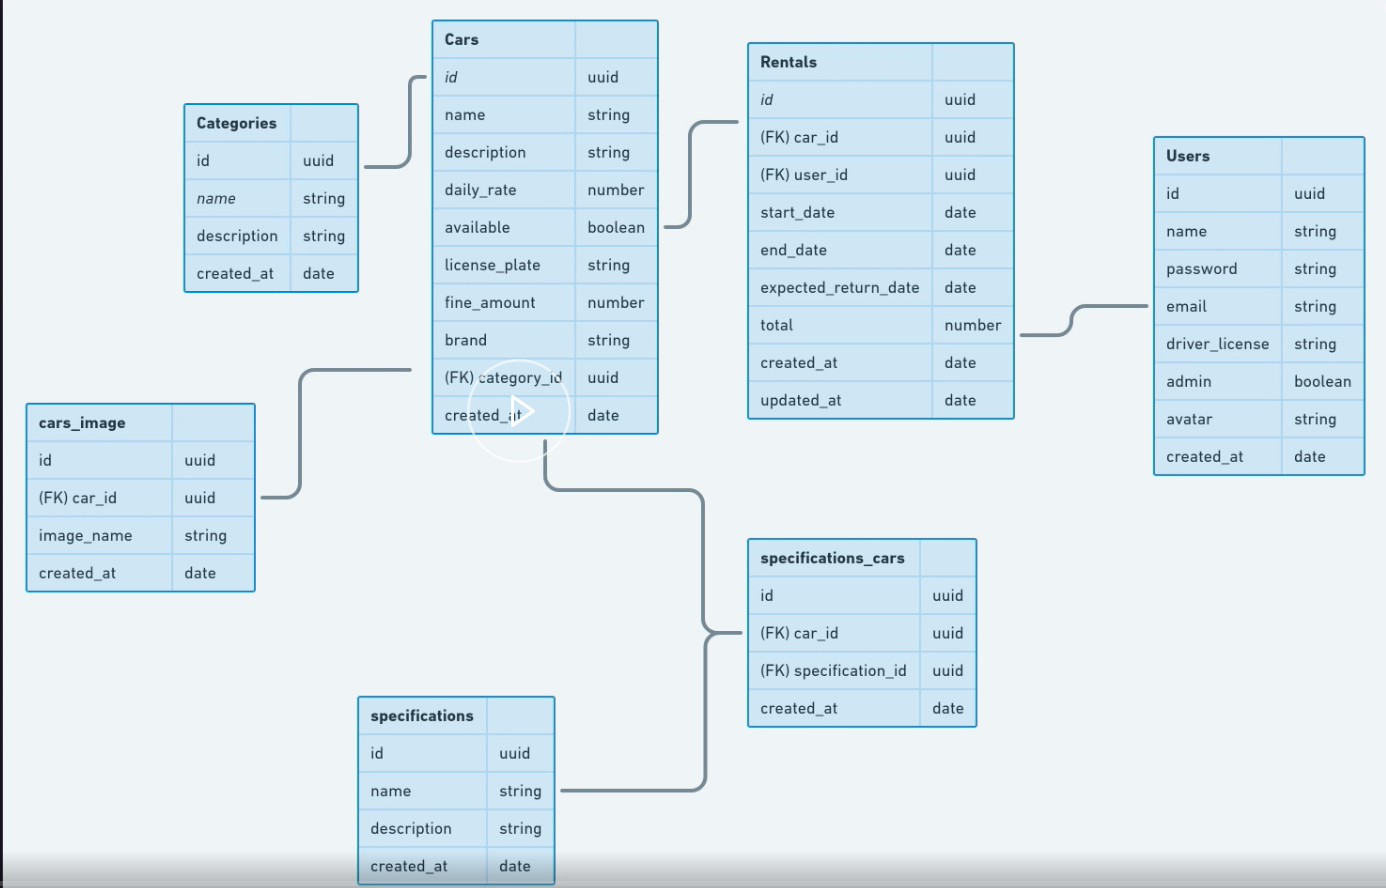 Cars
id uuid
name string
description string
daily_rate number
available boolean
license_plate string
fine_amount number
brand string
(FK) category_id uuid
created_at date
Rentals
id uuid
(FK) car_id uuid
(FK) user_id uuid
start_date date
end_date date
expected_return_date date
total number
created_at date
updated_at date
Categories
id uuid
name string
description string
created_at date
Users
id uuid
name string
password string
email string
driver_license string
admin boolean
avatar string
created_at date
cars_image
id uuid
(FK) car_id uuid
image_name string
created_at date
specifications_cars
id uuid
(FK) car_id uuid
(FK) specification_id uuid
created_at date
specifications
id uuid
name string
description string
created_at date